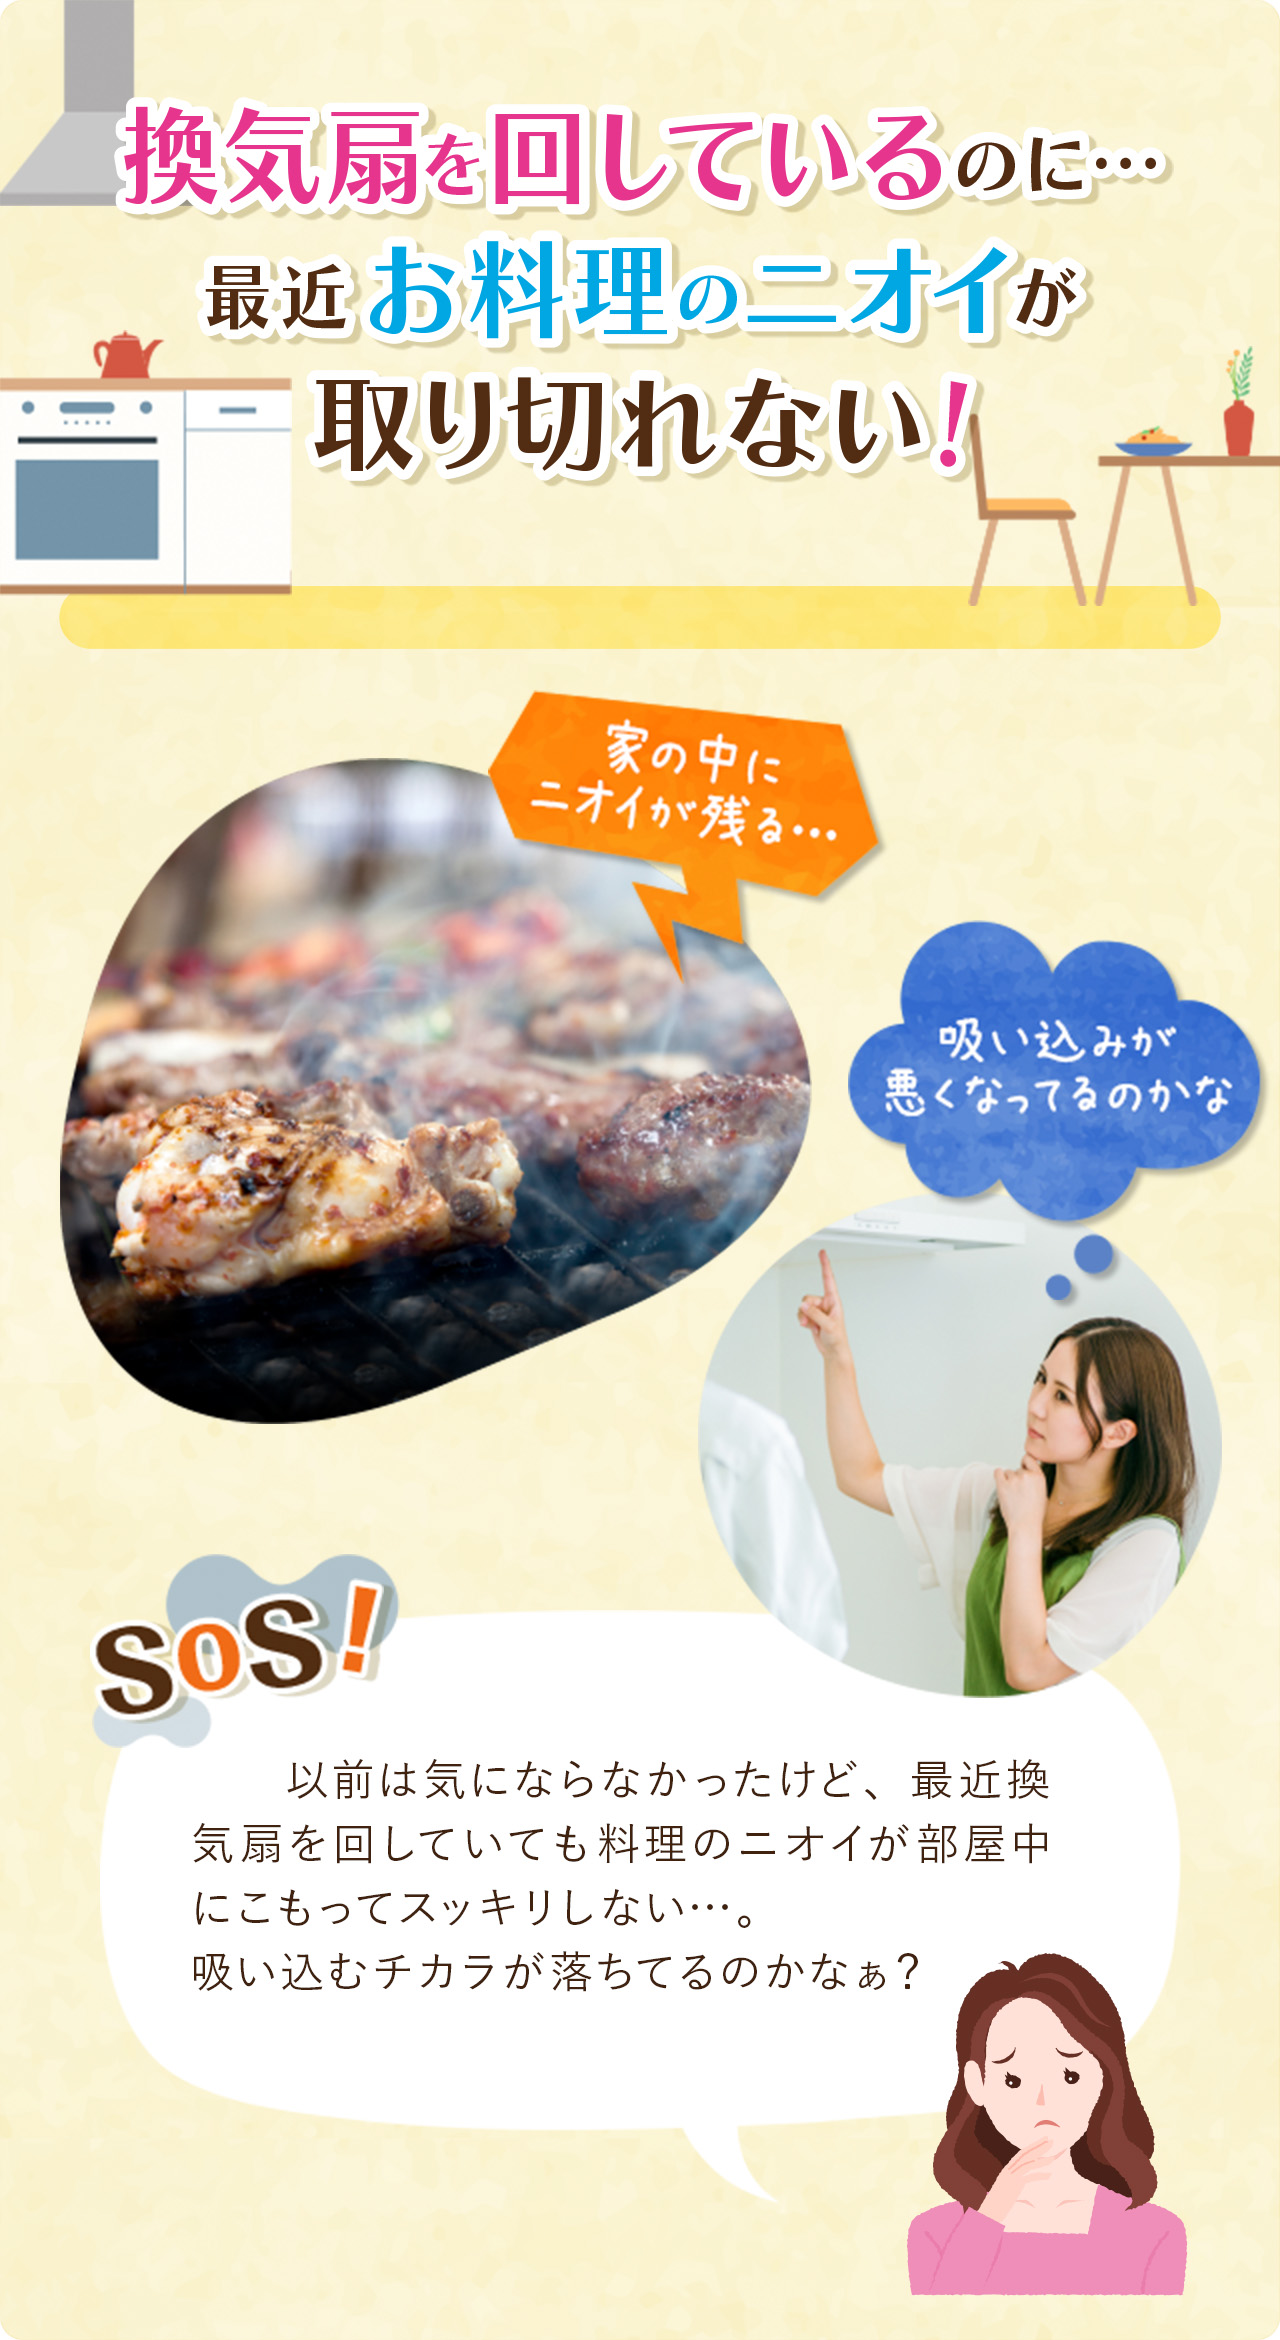 換気扇を回しているのに…
最近お料理のニオイが
取り切れない!
家の中に
ニオイが残る…
吸い込みが
悪くなってるのかな
SOS!
以前は気にならなかったけど、最近換
気扇を回していても料理のニオイが部屋中
にこもってスッキリしない…。
吸い込むチカラが落ちてるのかなぁ?